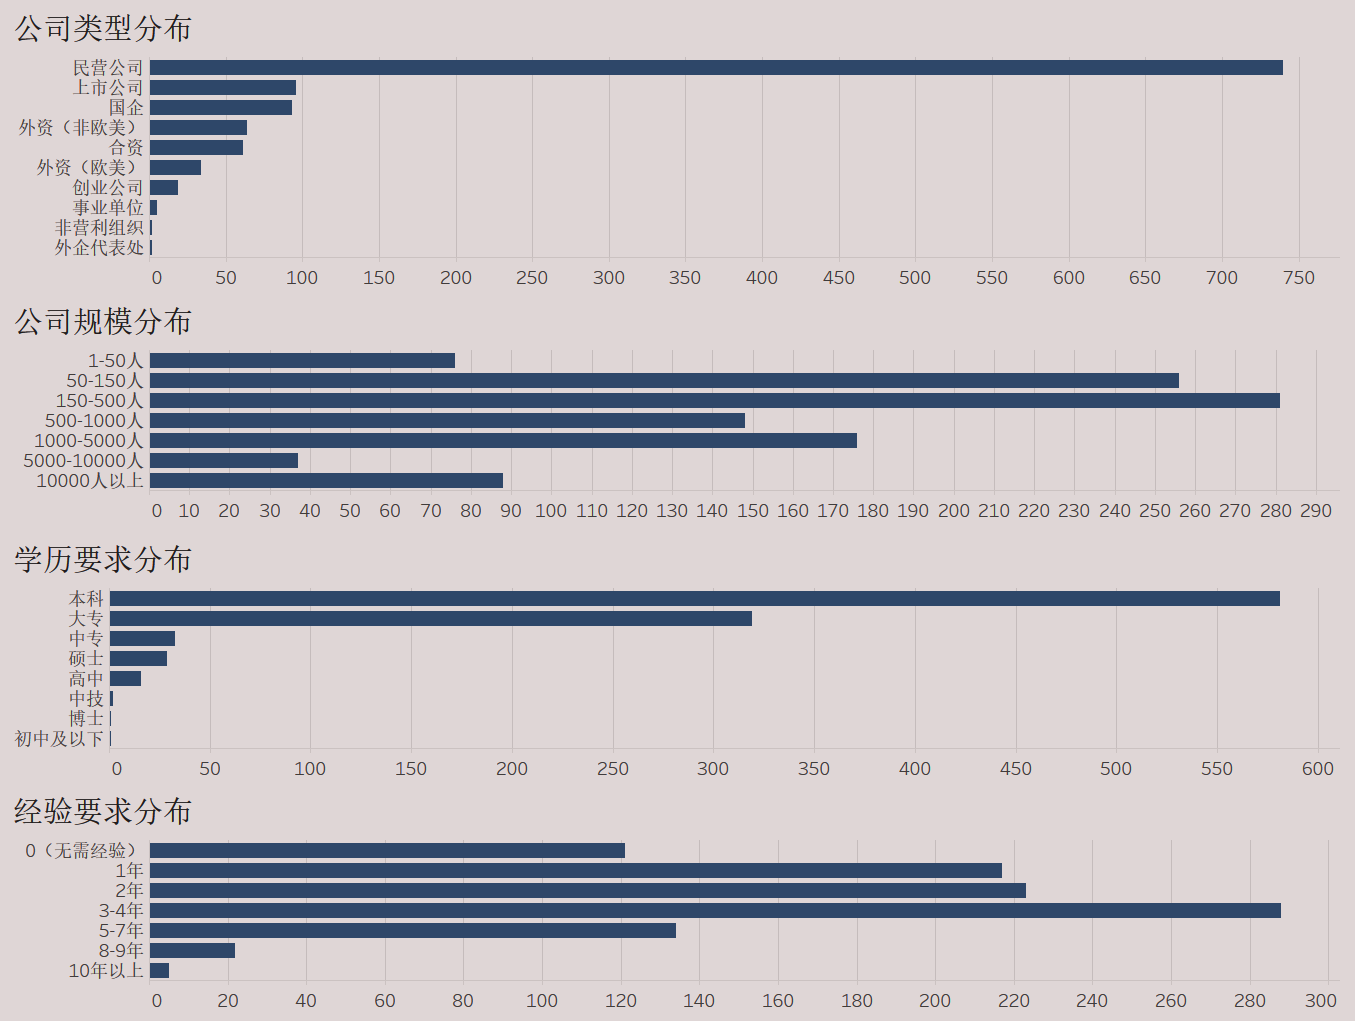 公司类型分布
民营公司
上市公司
国企
外资（非欧美）
合资
外资（欧美）
创业公司
事业单位
非营利组织
外企代表处
0 50 100 150 200 250 300 350 400 450 500 550 600 650 700 750
公司规模分布
1-50人
50-150人
150-500人
500-1000人
1000-5000人
5000-10000人
10000人以上
0 10 20 30 40 50 60 70 80 90 100 110 120 130 140 150 160 170 180 190 200 210 220 230 240 250 260 270 280 290
学历要求分布
本科
大专
中专
硕士
高中
中技
博士
初中及以下
0 50 100 150 200 250 300 350 400 450 500 550 600
经验要求分布
0（无需经验）
1年
2年
3-4年
5-7年
8-9年
10年以上
0 20 40 60 80 100 120 140 160 180 200 220 240 260 280 300